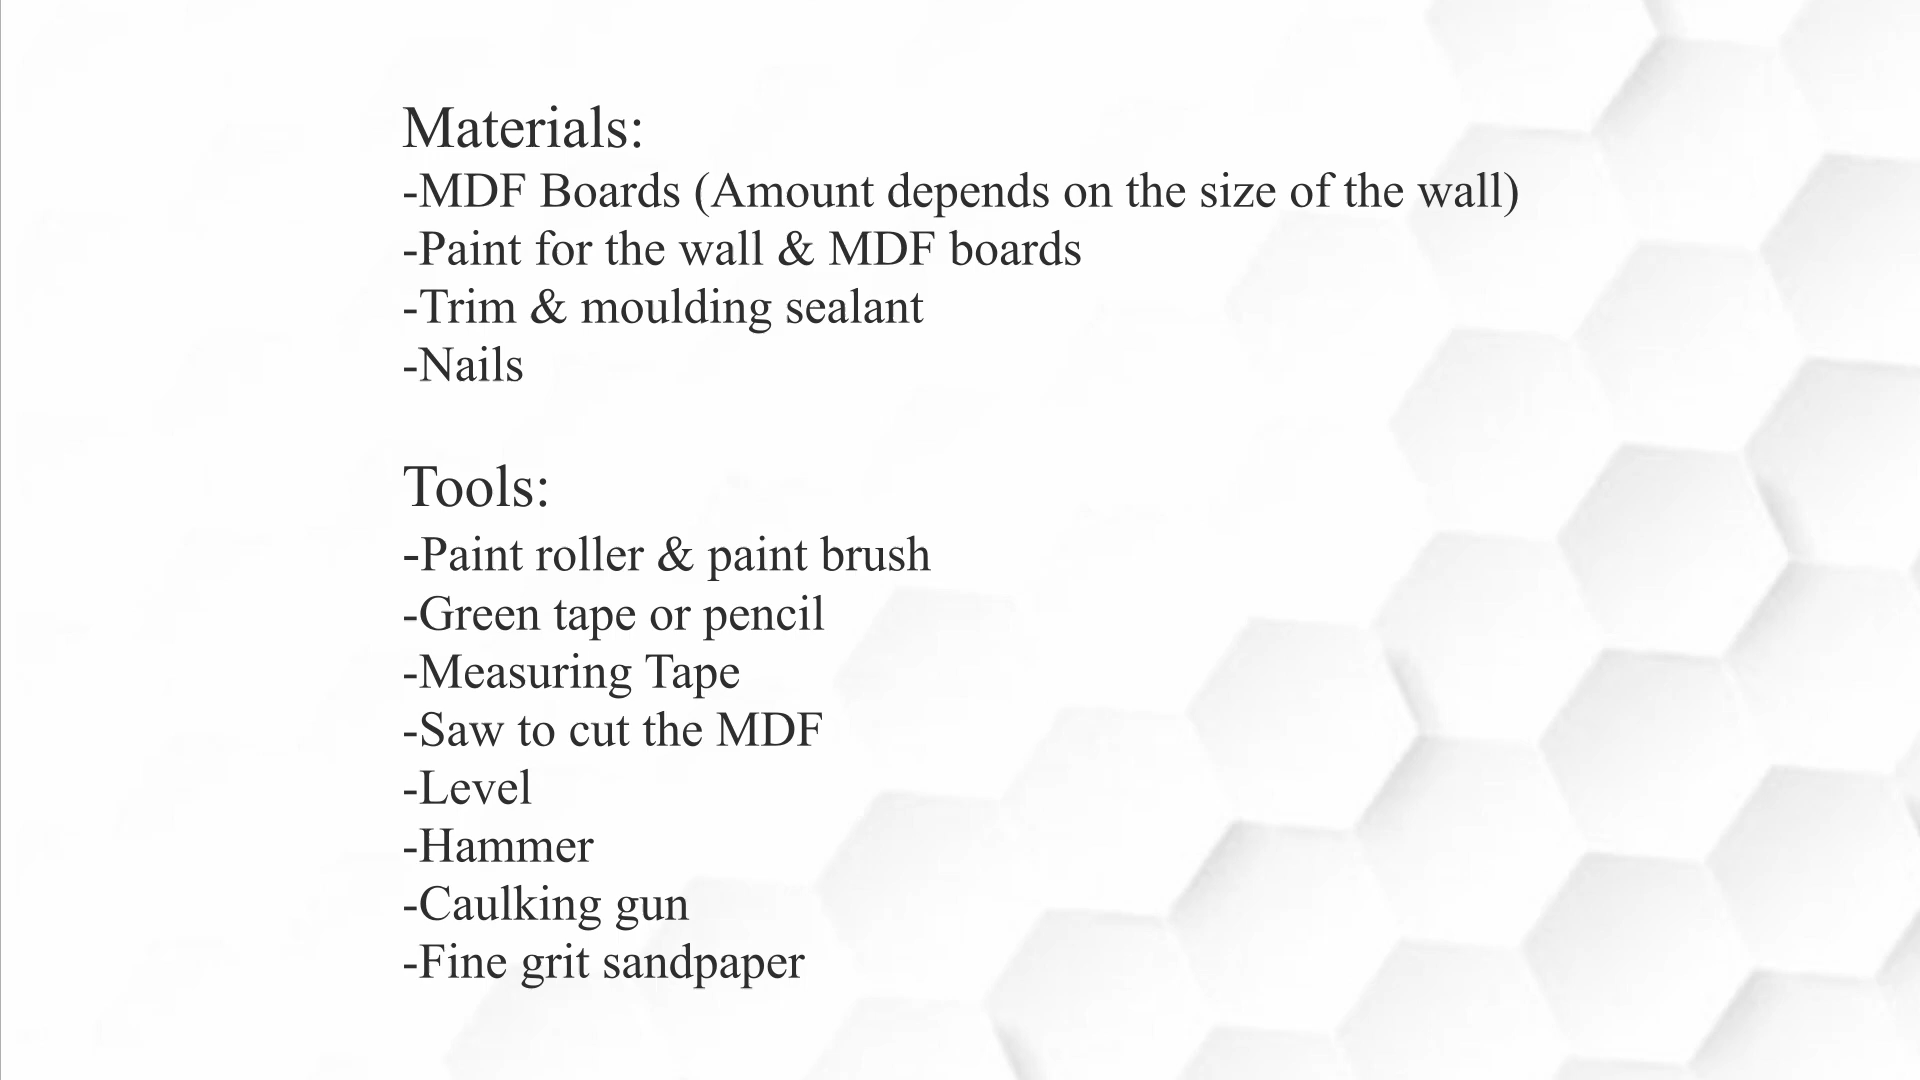 Materials:
-MDF Boards (Amount depends on the size of the wall)
-Paint for the wall & MDF boards
-Trim & moulding sealant
-Nails
Tools:
-Paint roller & paint brush
-Green tape or pencil
-Measuring Tape
-Saw to cut the MDF
-Level
-Hammer
-Caulking gun
-Fine grit sandpaper